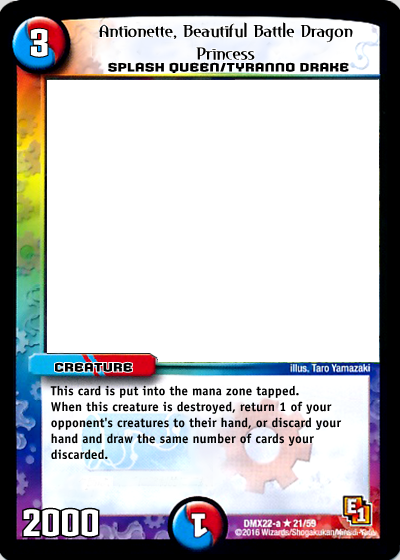 3
Antionette, Beautiful Battle Dragon
Princess
SPLASH QUEEN/TYRANNO DRAKE
CREATURE
illus. Taro Yamazaki
This card is put into the mana zone tapped.
When this creature is destroyed, return 1 of your
opponent's creatures to their hand, or discard your
hand and draw the same number of cards your
discarded.
2000
1
DMX22-a ★ 21/59
©2016 Wizards/Shogakukan/
E1